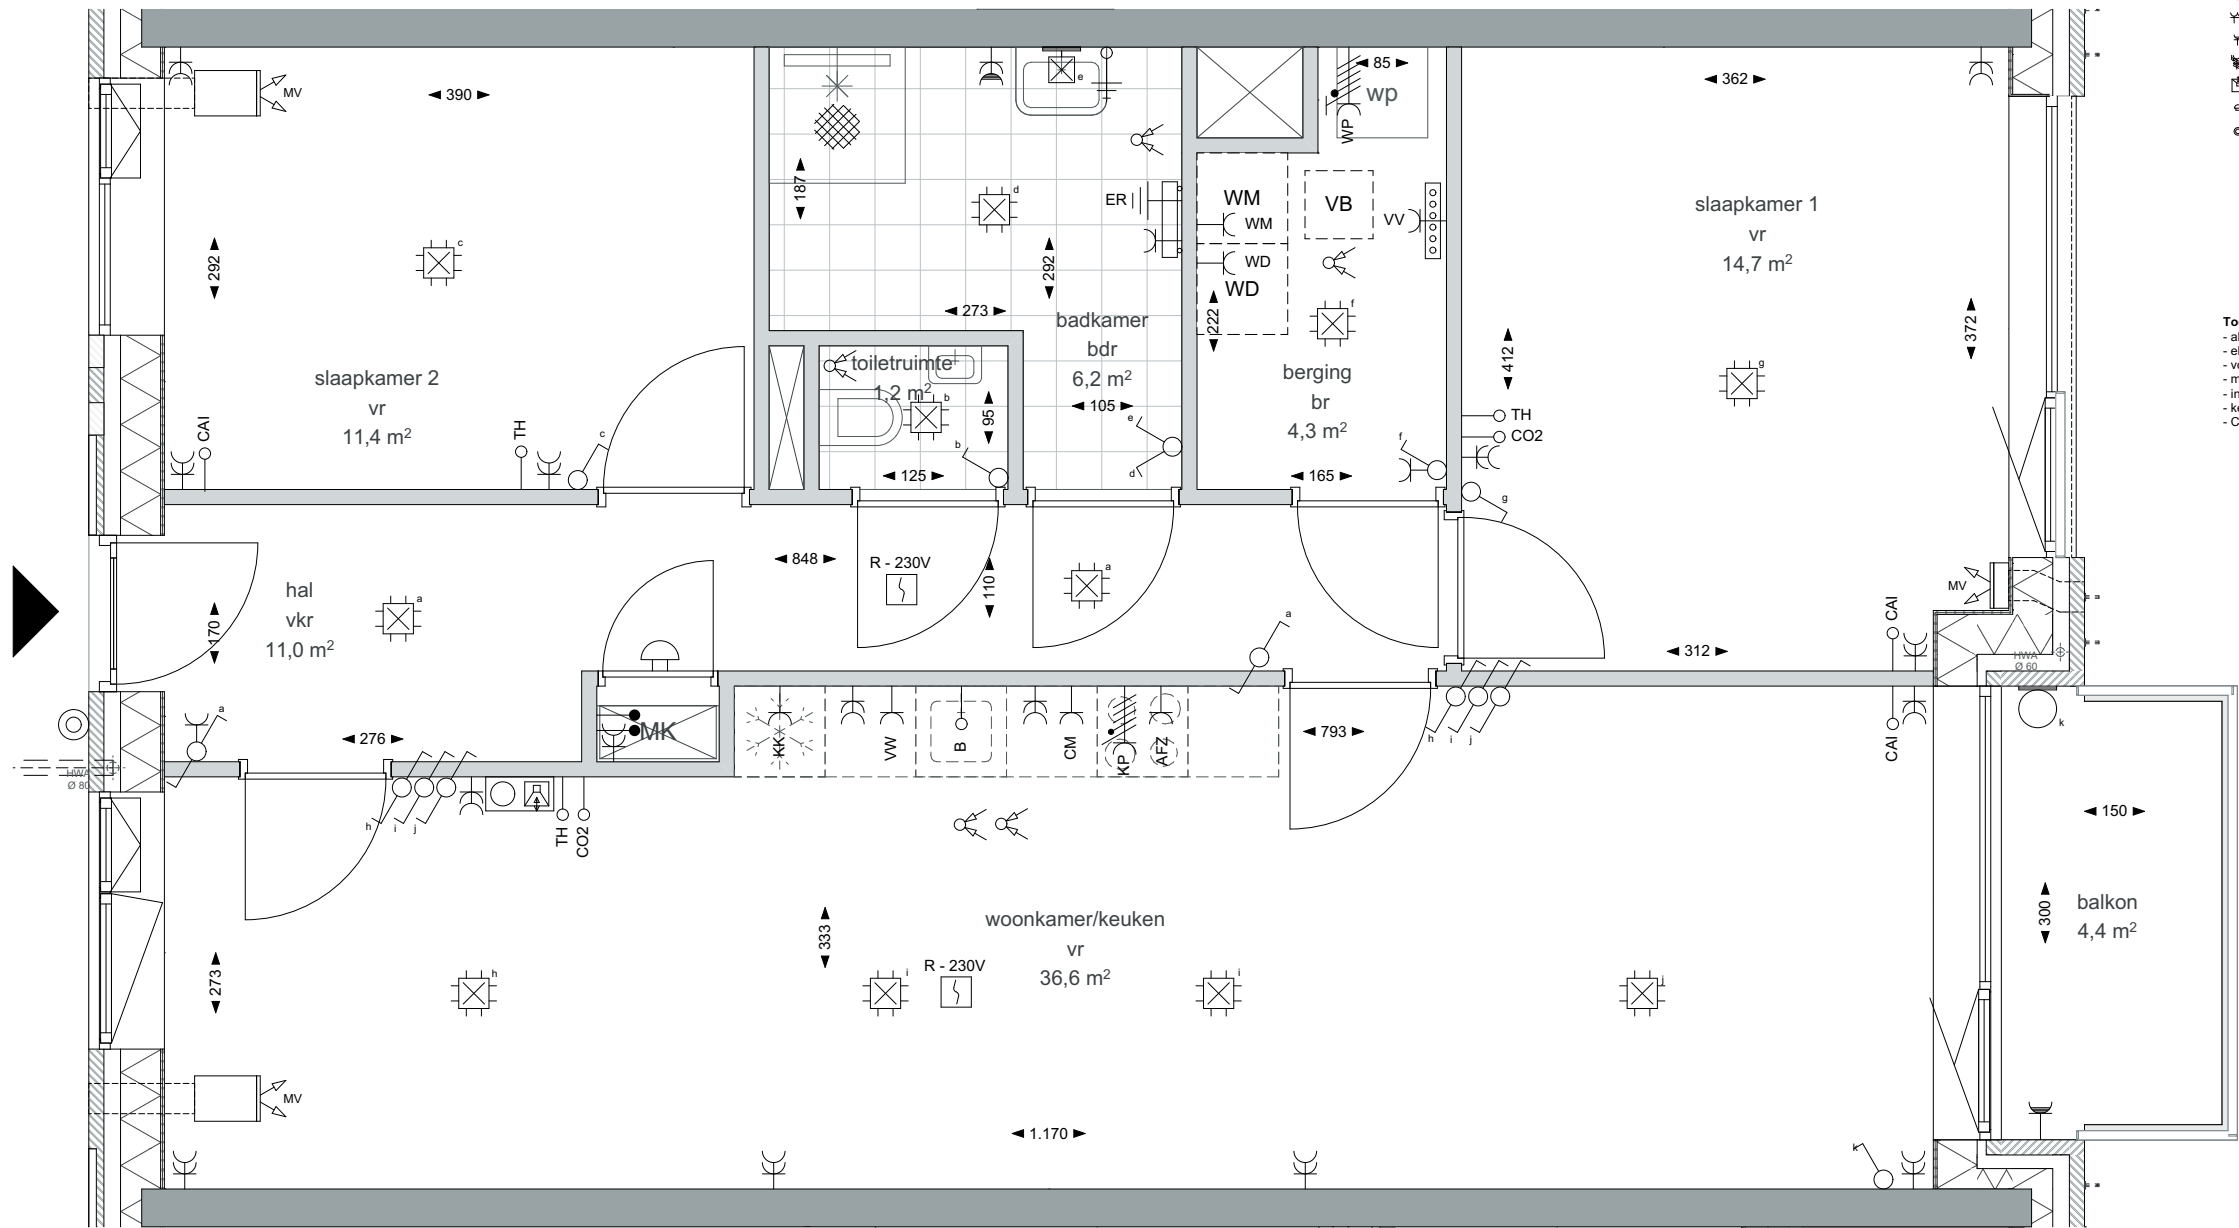 MV
390
e
85
wp
WP
362
187
d
ER
WM
WM
WD
WD
VB
VV
slaapkamer 1
vr
14,7 m²
c
292
292
273
222
f
372
412
badkamer
bdr
6,2 m²
105
berging
br
4,3 m²
g
slaapkamer 2
vr
11,4 m²
toiletruimte
1,2 m²
b
95
125
b
e
d
165
f
TH
CO2
g
CAI
TH
c
848
R - 230V
110
a
hal
vkr
11,0 m²
170
a
a
MV
CAI
312
HWA
Ø 60
a
276
MK
KK
VW
B
CM
KP
AFZ
793
h
i
j
CAI
k
HWA
Ø 80
h
i
j
TH
CO2
150
300
balkon
4,4 m²
woonkamer/keuken
vr
36,6 m²
333
273
R - 230V
h
i
i
j
MV
1.170
k